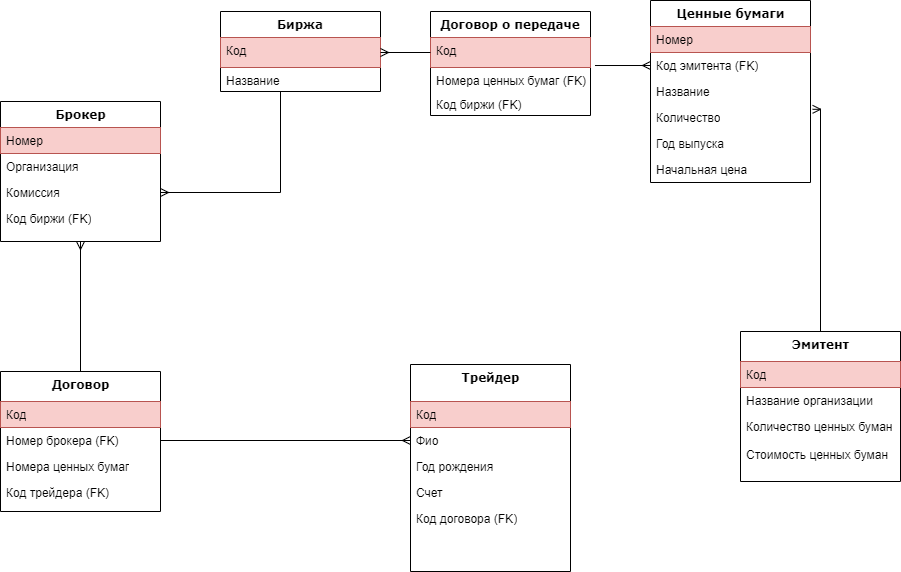 Биржа
Код
Название
Договор о передаче
Код
Номера ценных бумаг (FK)
Код биржи (FK)
Ценные бумаги
Номер
Код эмитента (FK)
Название
Количество
Год выпуска
Начальная цена
Брокер
Номер
Организация
Комиссия
Код биржи (FK)
Договор
Код
Номер брокера (FK)
Номера ценных бумаг
Код трейдера (FK)
Трейдер
Код
Фио
Год рождения
Счет
Код договора (FK)
Эмитент
Код
Название организации
Количество ценных буман
Стоимость ценных буман